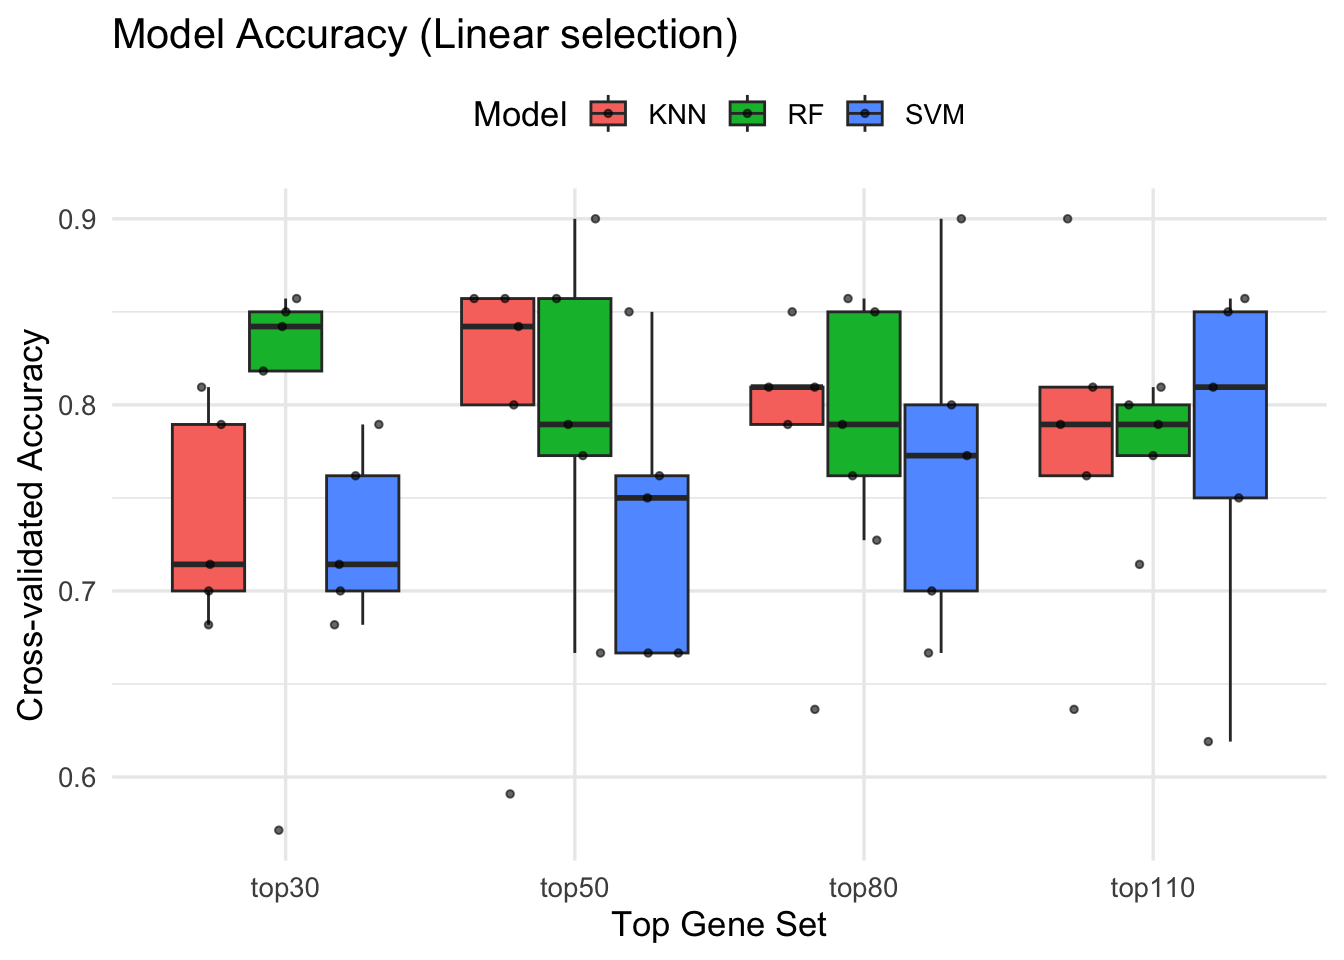 Model Accuracy (Linear selection)
Model KNN RF SVM
Cross-validated Accuracy
0.9
0.8
0.7
0.6
top30 top50 top80 top110
Top Gene Set